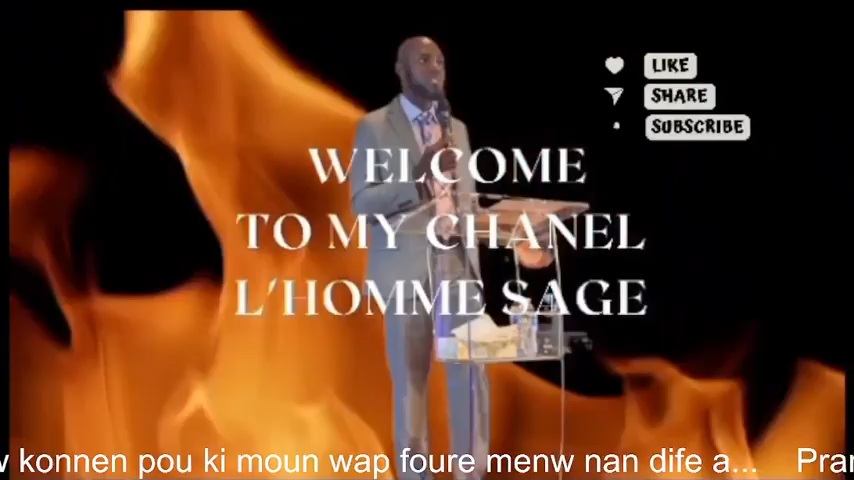 LIKE
SHARE
SUBSCRIBE
WELCOME
TO MY CHANEL
L'HOMME SAGE
konnen pou ki moun wap foure menw nan dife a...